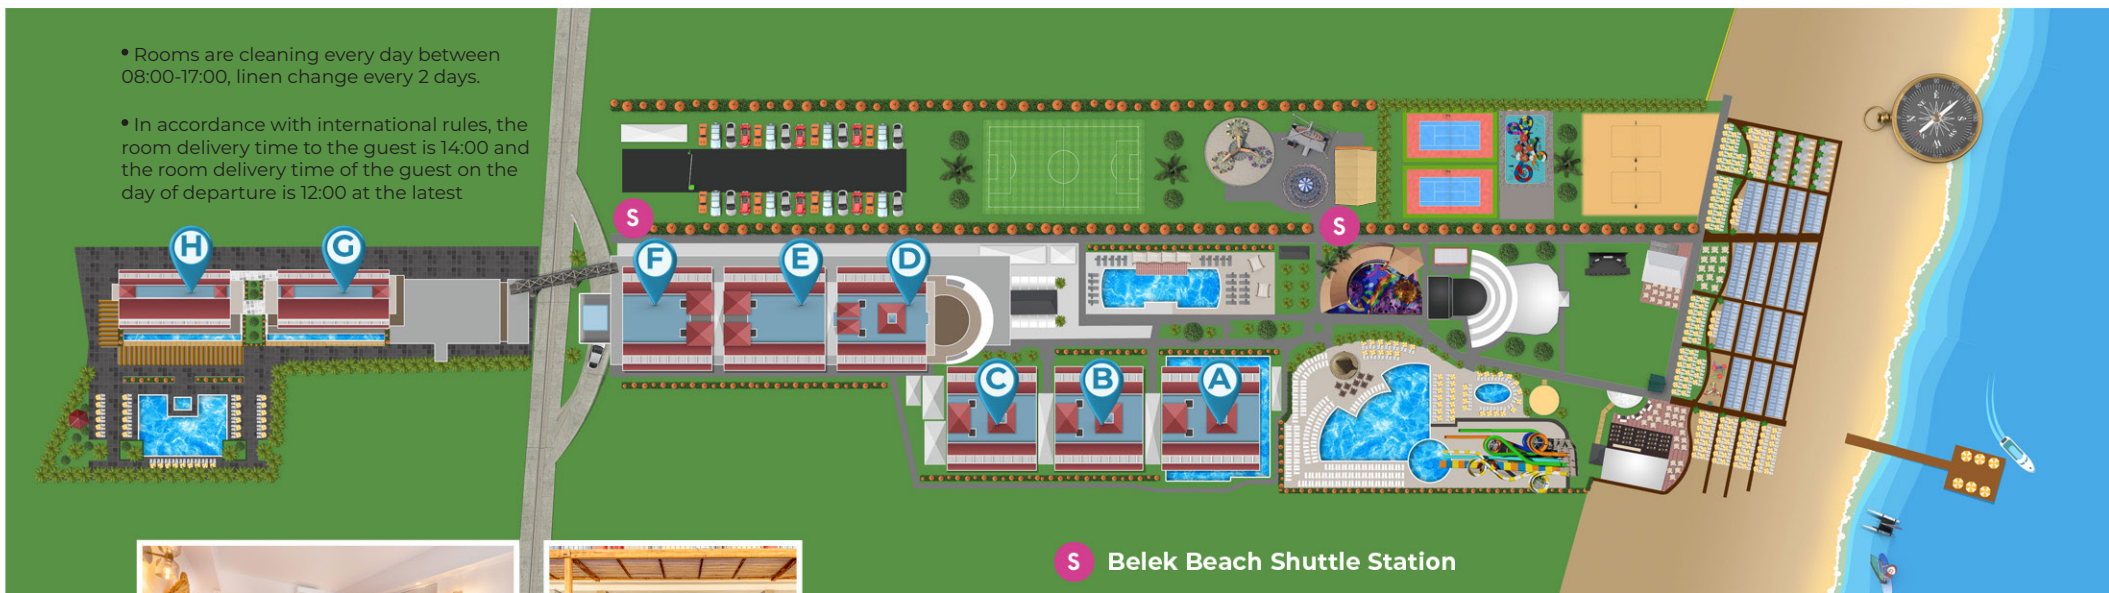 • Rooms are cleaning every day between
08:00-17:00, linen change every 2 days.
• In accordance with international rules, the
room delivery time to the guest is 14:00 and
the room delivery time of the guest on the
day of departure is 12:00 at the latest
S
S
H
G
F
E
D
C
B
A
S Belek Beach Shuttle Station